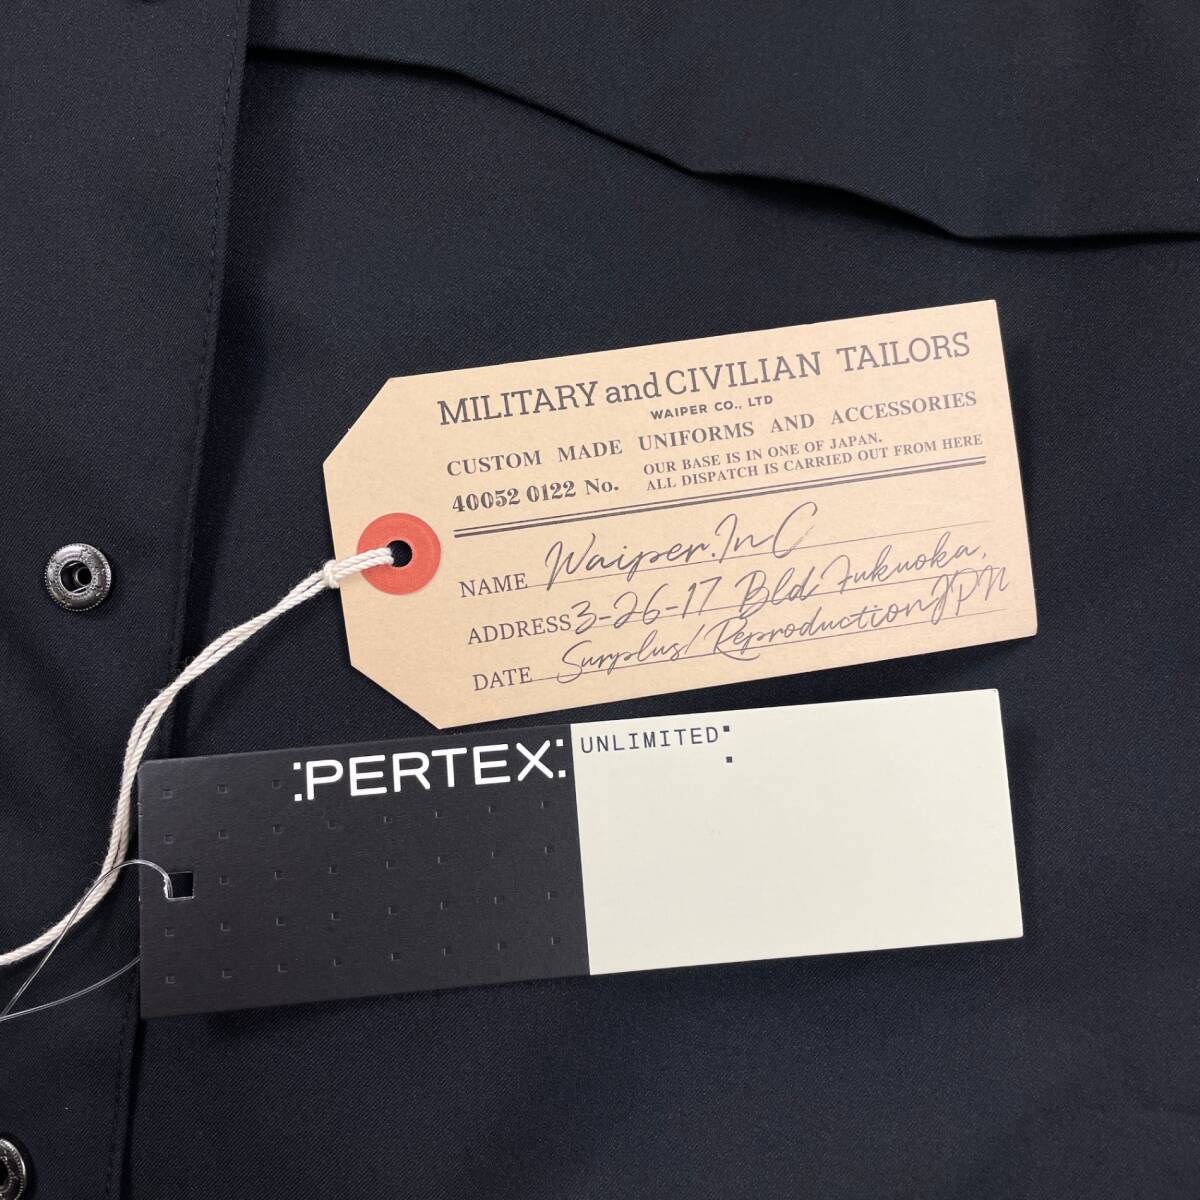 MILITARY and CIVILIAN TAILORS
WAIPER CO., LTD
CUSTOM MADE UNIFORMS AND ACCESSORIES
40052 0122 No.
OUR BASE IS IN ONE OF JAPAN.
ALL DISPATCH IS CARRIED OUT FROM HERE
NAME Waiper.InC
ADDRESS 3-26-17 Bld Fukuoka,
DATE Surplus/ReproductionJPN
:PERTEX:
UNLIMITED